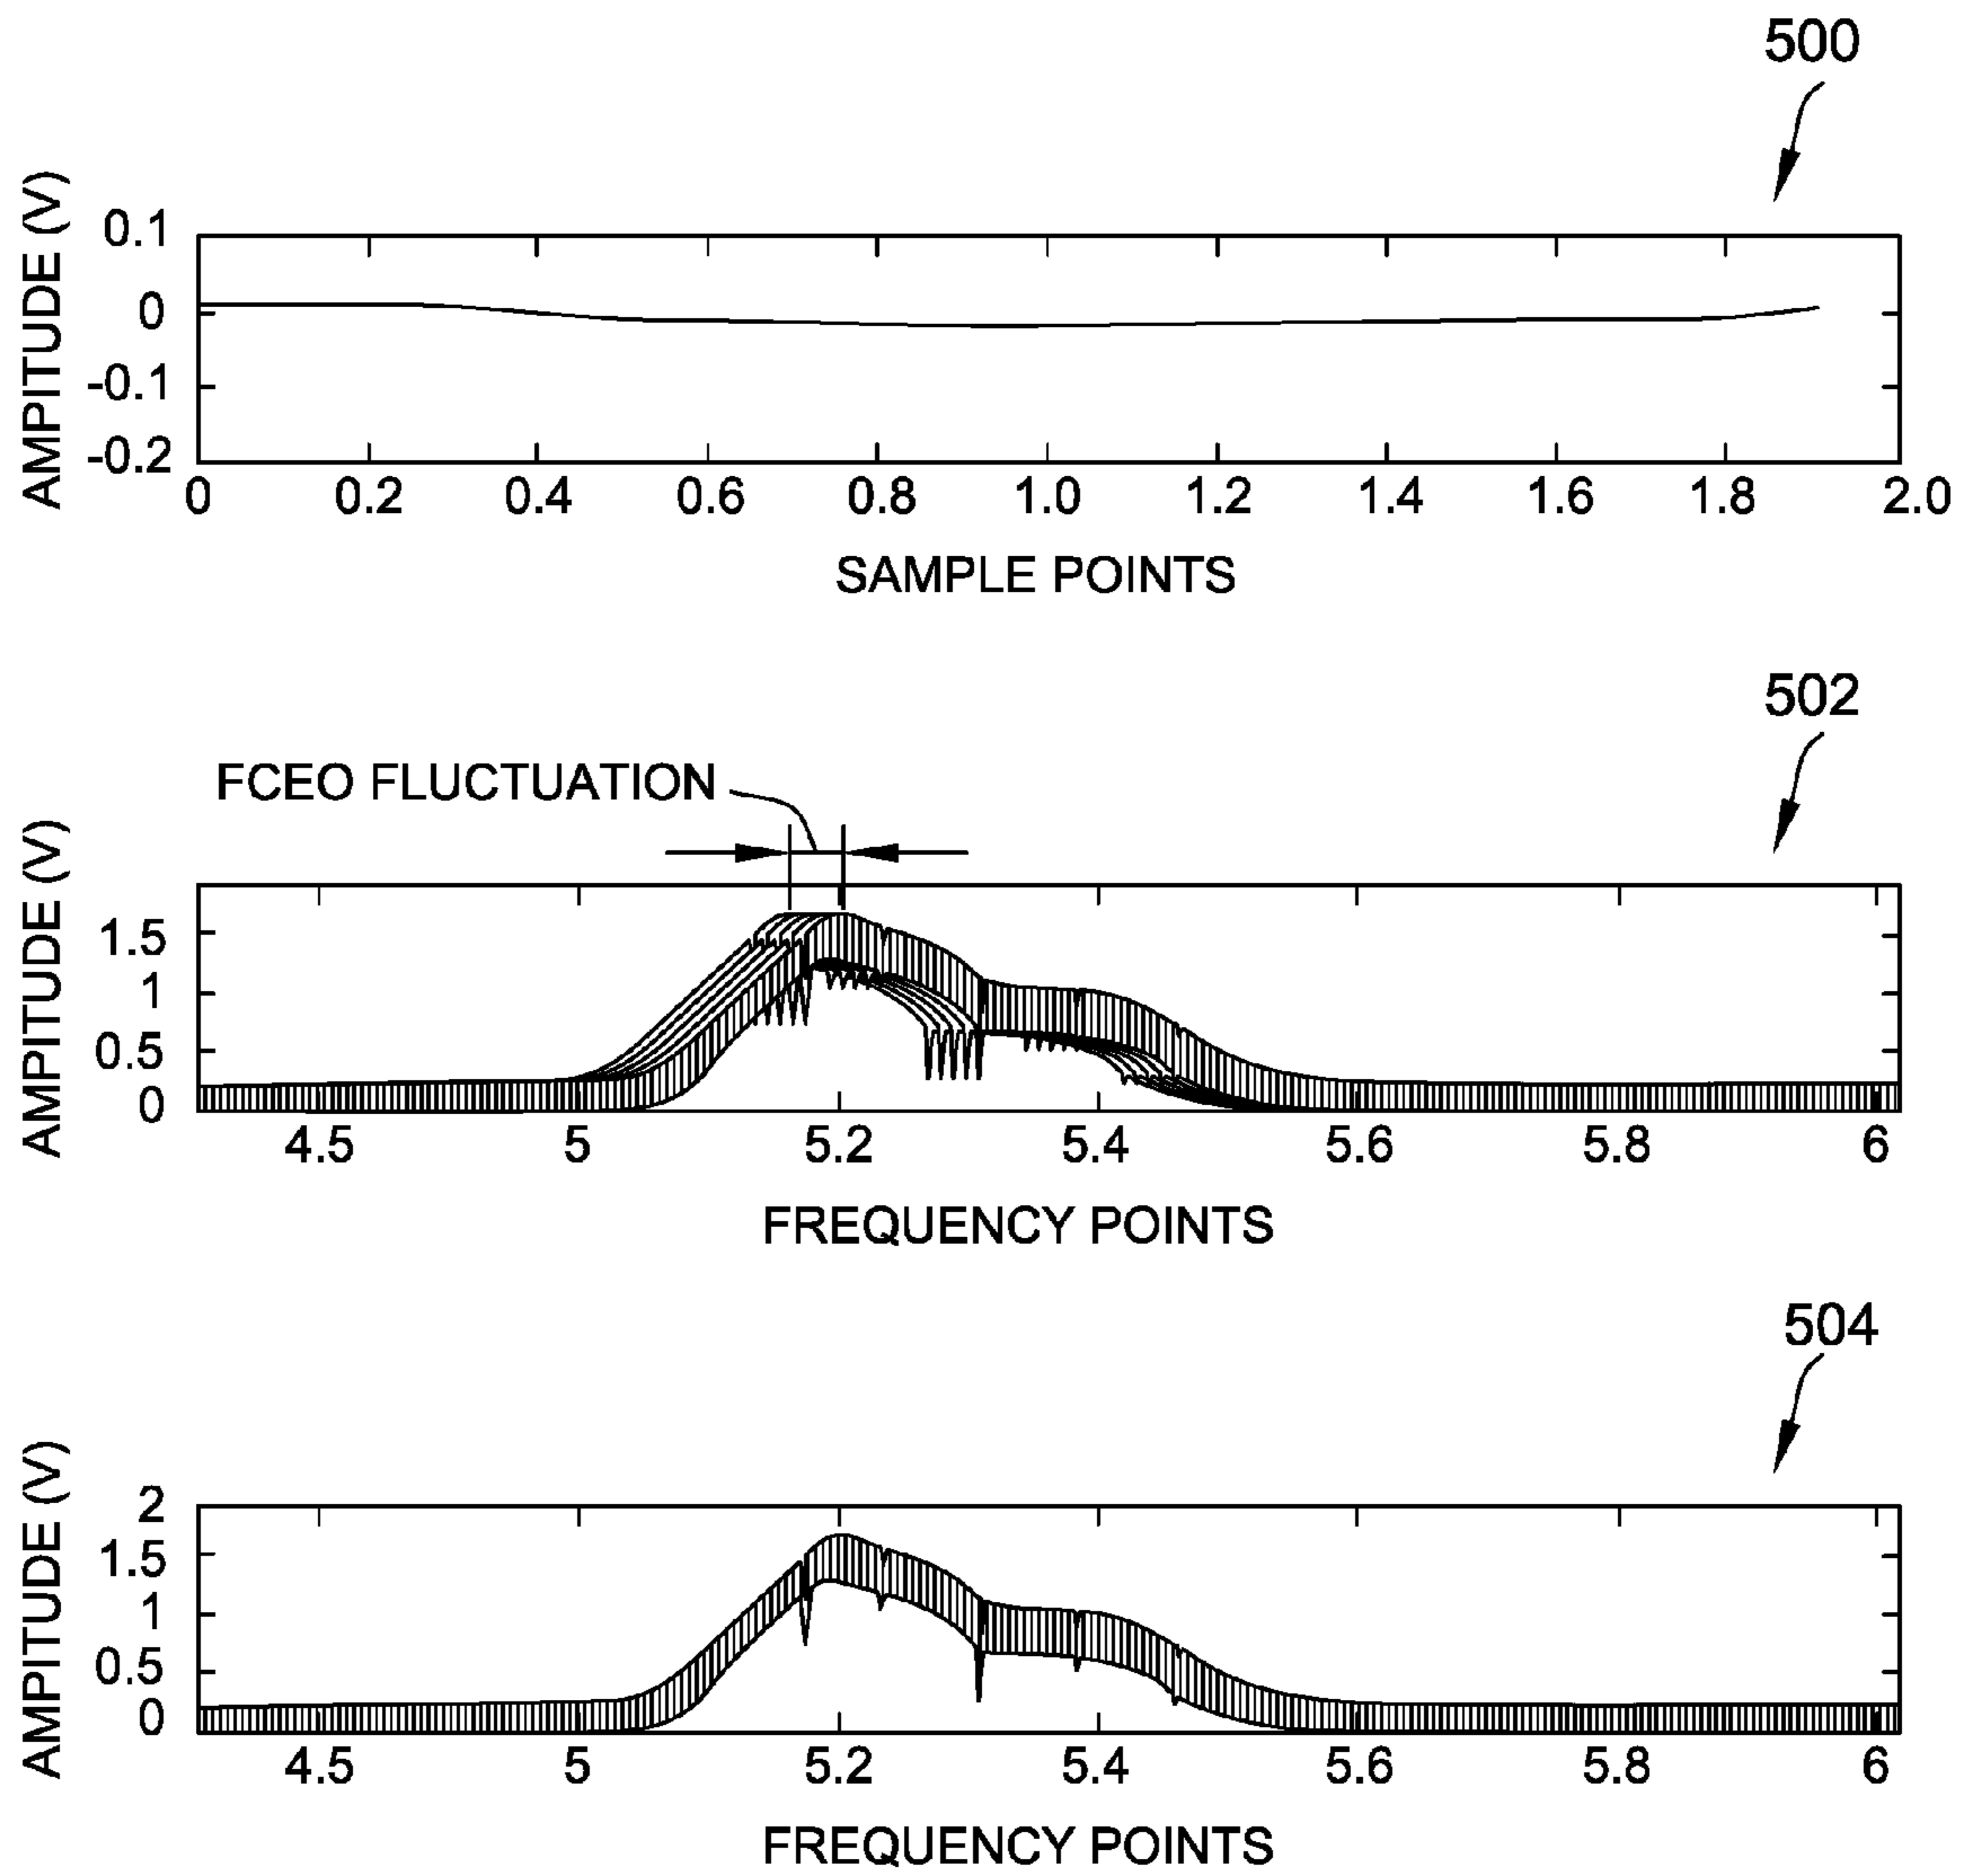 500
AMPITUDE (V)
0.1
0
-0.1
-0.2
0 0.2 0.4 0.6 0.8 1.0 1.2 1.4 1.6 1.8 2.0
SAMPLE POINTS
502
FCEO FLUCTUATION
AMPITUDE (V)
1.5
1
0.5
0
4.5 5 5.2 5.4 5.6 5.8 6
FREQUENCY POINTS
504
AMPITUDE (V)
2
1.5
1
0.5
0
4.5 5 5.2 5.4 5.6 5.8 6
FREQUENCY POINTS